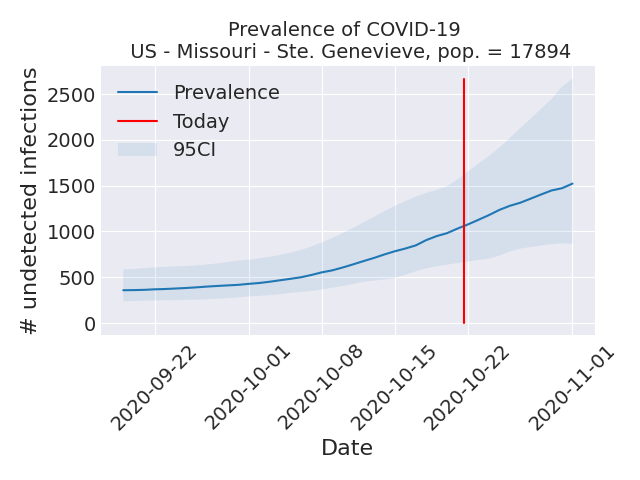 Prevalence of COVID-19
US - Missouri - Ste. Genevieve, pop. = 17894
# undetected infections
2500
2000
1500
1000
500
0
Prevalence
Today
95CI
2020-09-22
2020-10-01
2020-10-08
2020-10-15
2020-10-22
2020-11-01
Date